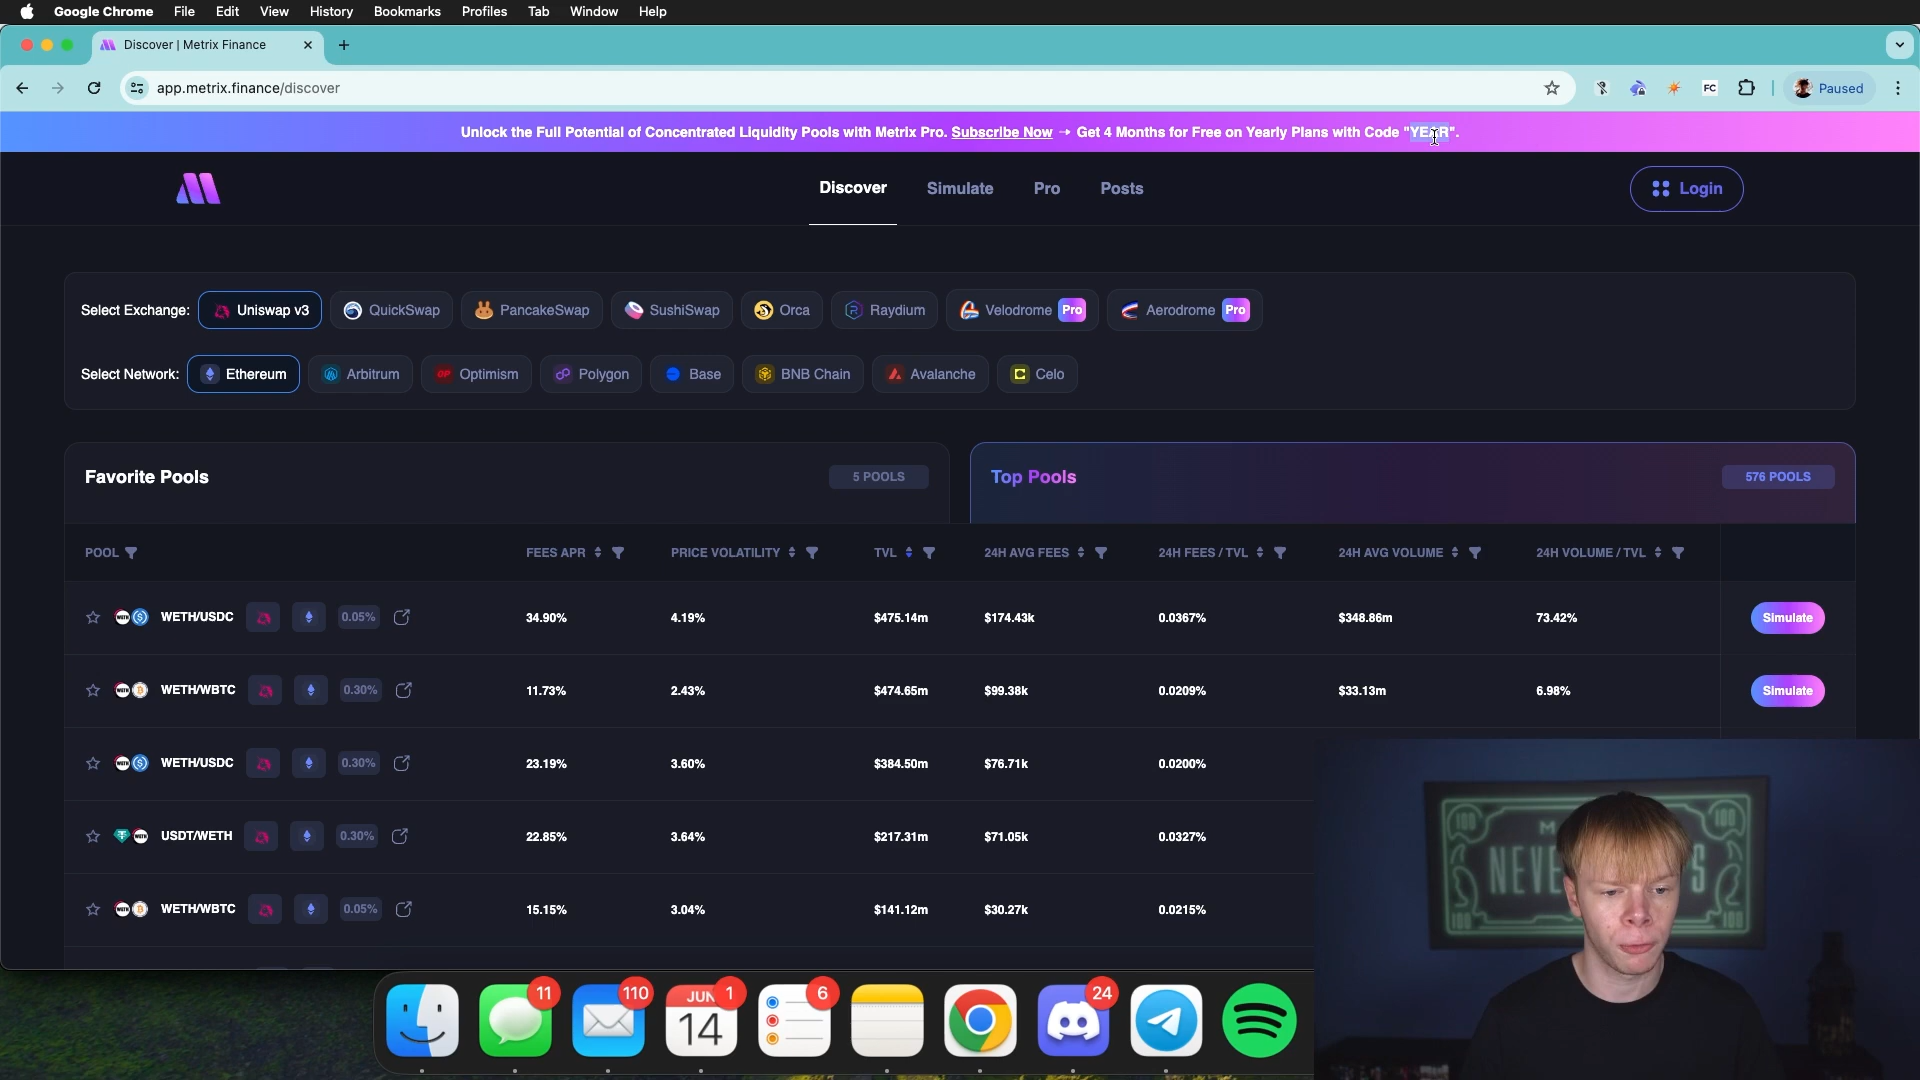 Google Chrome File Edit View History Bookmarks Profiles Tab Window Help
Discover | Metrix Finance
app.metrix.finance/discover
FC
Paused
Unlock the Full Potential of Concentrated Liquidity Pools with Metrix Pro. Subscribe Now → Get 4 Months for Free on Yearly Plans with Code "YEAR".
Discover Simulate Pro Posts Login
Select Exchange: Uniswap v3 QuickSwap PancakeSwap SushiSwap Orca Raydium Velodrome Pro Aerodrome Pro
Select Network: Ethereum Arbitrum OP Optimism Polygon Base BNB Chain Avalanche Celo
Favorite Pools 5 POOLS Top Pools 576 POOLS
POOL FEES APR PRICE VOLATILITY TVL 24H AVG FEES 24H FEES / TVL 24H AVG VOLUME 24H VOLUME / TVL
WETH/USDC 0.05% 34.90% 4.19% $475.14m $174.43k 0.0367% $348.86m 73.42% Simulate
WETH/WBTC 0.30% 11.73% 2.43% $474.65m $99.38k 0.0209% $33.13m 6.98% Simulate
WETH/USDC 0.30% 23.19% 3.60% $384.50m $76.71k 0.0200%
USDT/WETH 0.30% 22.85% 3.64% $217.31m $71.05k 0.0327%
WETH/WBTC 0.05% 15.15% 3.04% $141.12m $30.27k 0.0215%
100 100
NEVE S
100 100
11 110 JUN 1 6 24
14